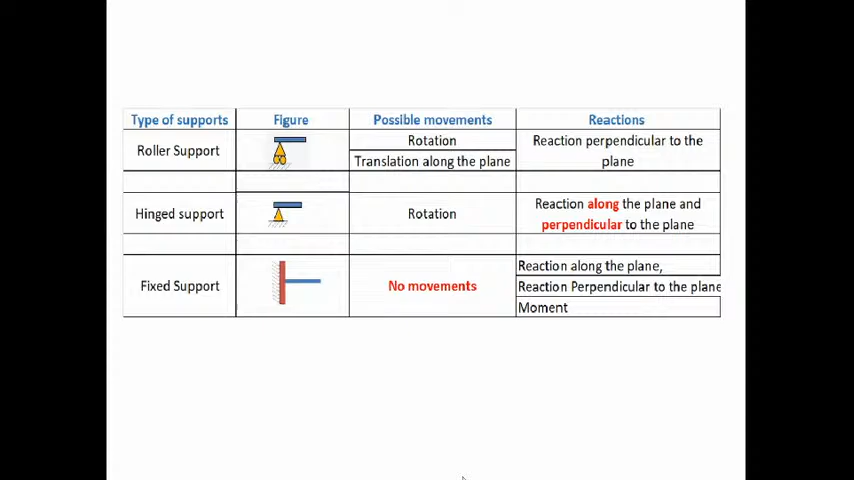 Type of supports Figure Possible movements Reactions
Roller Support
Rotation
Translation along the plane
Reaction perpendicular to the
plane
Hinged support
Rotation
Reaction along the plane and
perpendicular to the plane
Fixed Support
No movements
Reaction along the plane,
Reaction Perpendicular to the plane
Moment